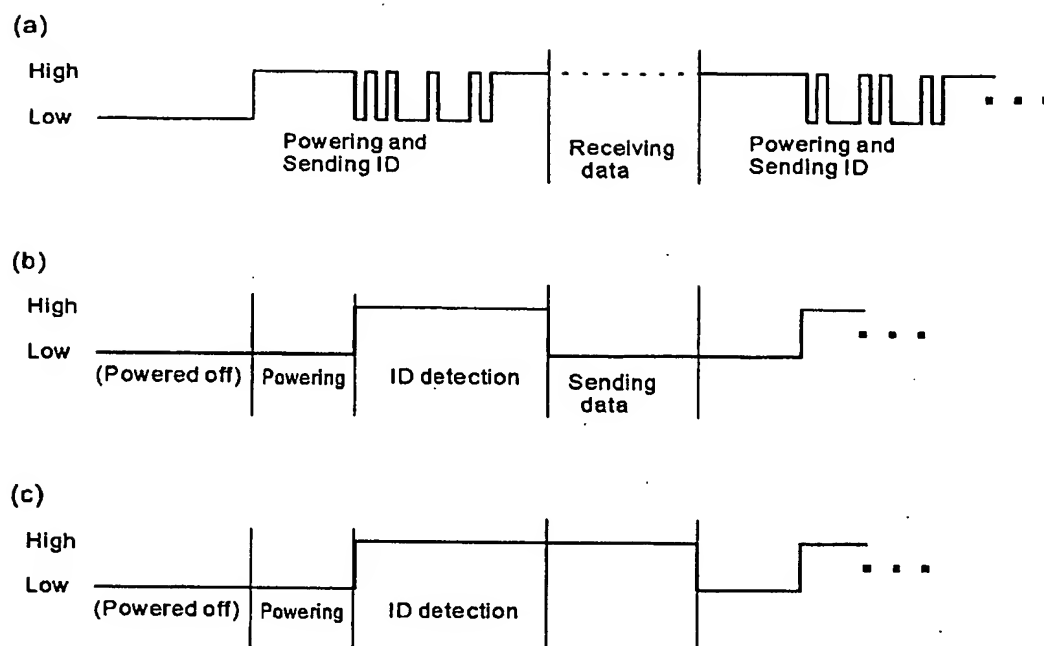 (a)
High
Low
Powering and
Sending ID
Receiving
data
Powering and
Sending ID
(b)
High
Low
(Powered off)
Powering
ID detection
Sending
data
(c)
High
Low
(Powered off)
Powering
ID detection